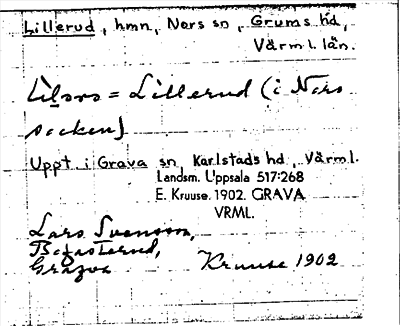 Lillerud, hmn, Nors sn, Grums hd,
Värml. län.
= Lillerud (i Nors
socken)
Uppt. i Grava sn, Karlstads hd, Värml.
Landsm. Uppsala 517:268
E. Kruuse. 1902. GRAVA
VRML.
Lars Svensson,
Grava
Kruuse 1902